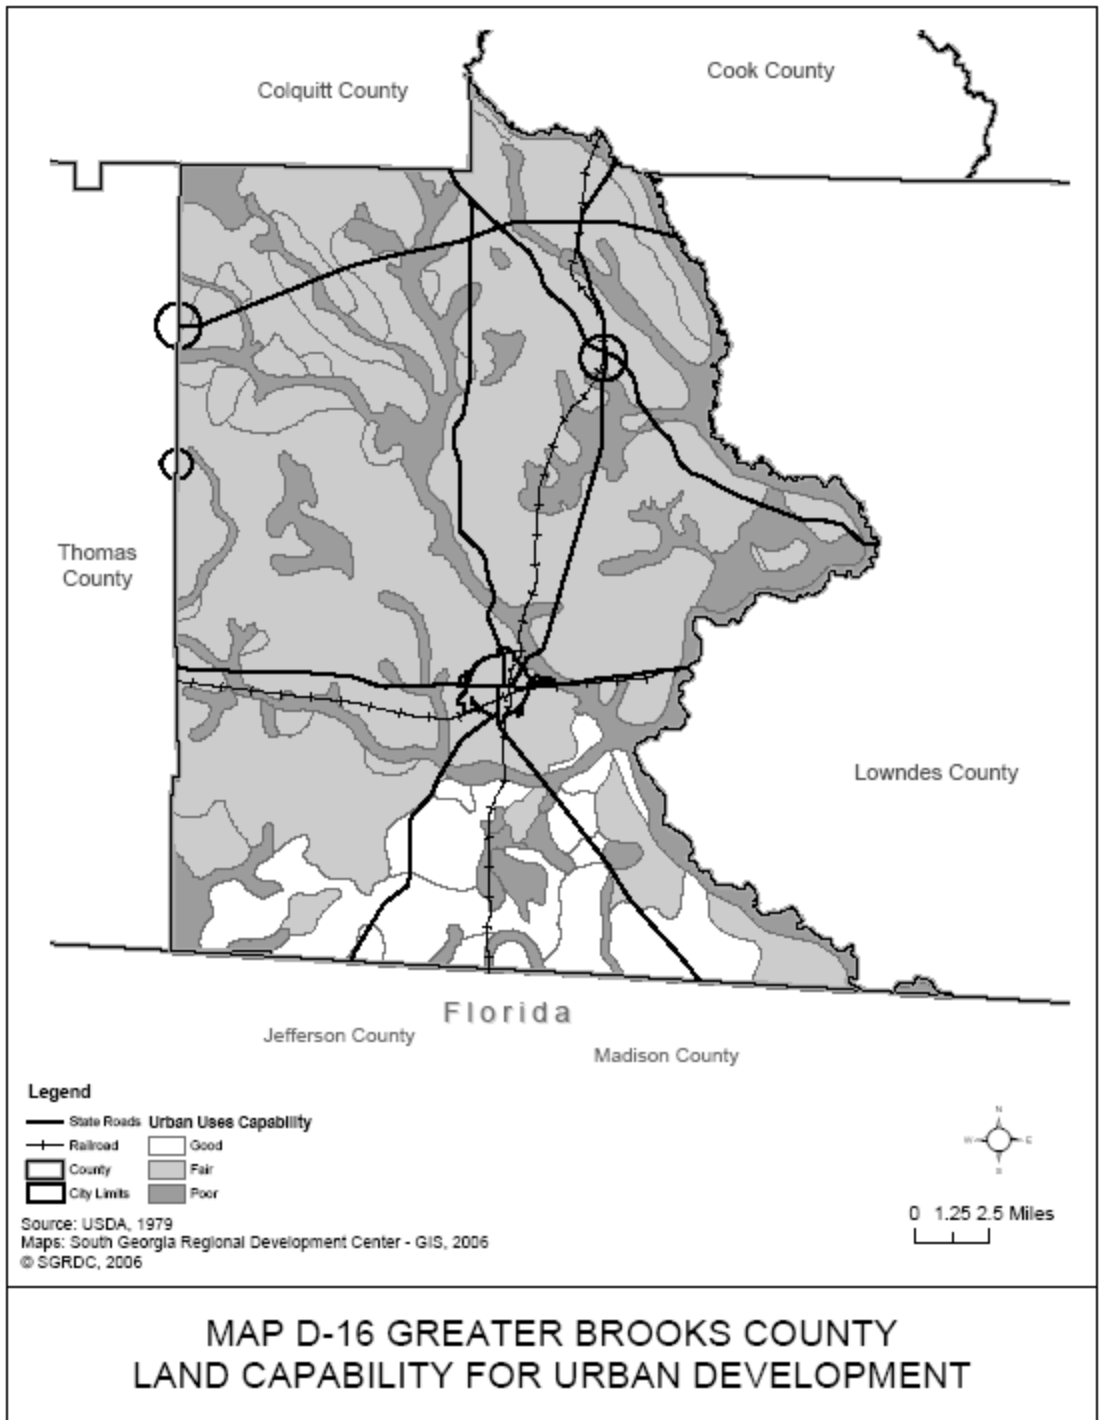 Colquitt County
Cook County
Thomas
County
Lowndes County
Florida
Jefferson County
Madison County
Legend
State Roads
Railroad
County
City Limits
Urban Uses Capability
Good
Fair
Poor
N
W E
S
0 1.25 2.5 Miles
Source: USDA, 1979
Maps: South Georgia Regional Development Center - GIS, 2006
© SGRDC, 2006
MAP D-16 GREATER BROOKS COUNTY
LAND CAPABILITY FOR URBAN DEVELOPMENT